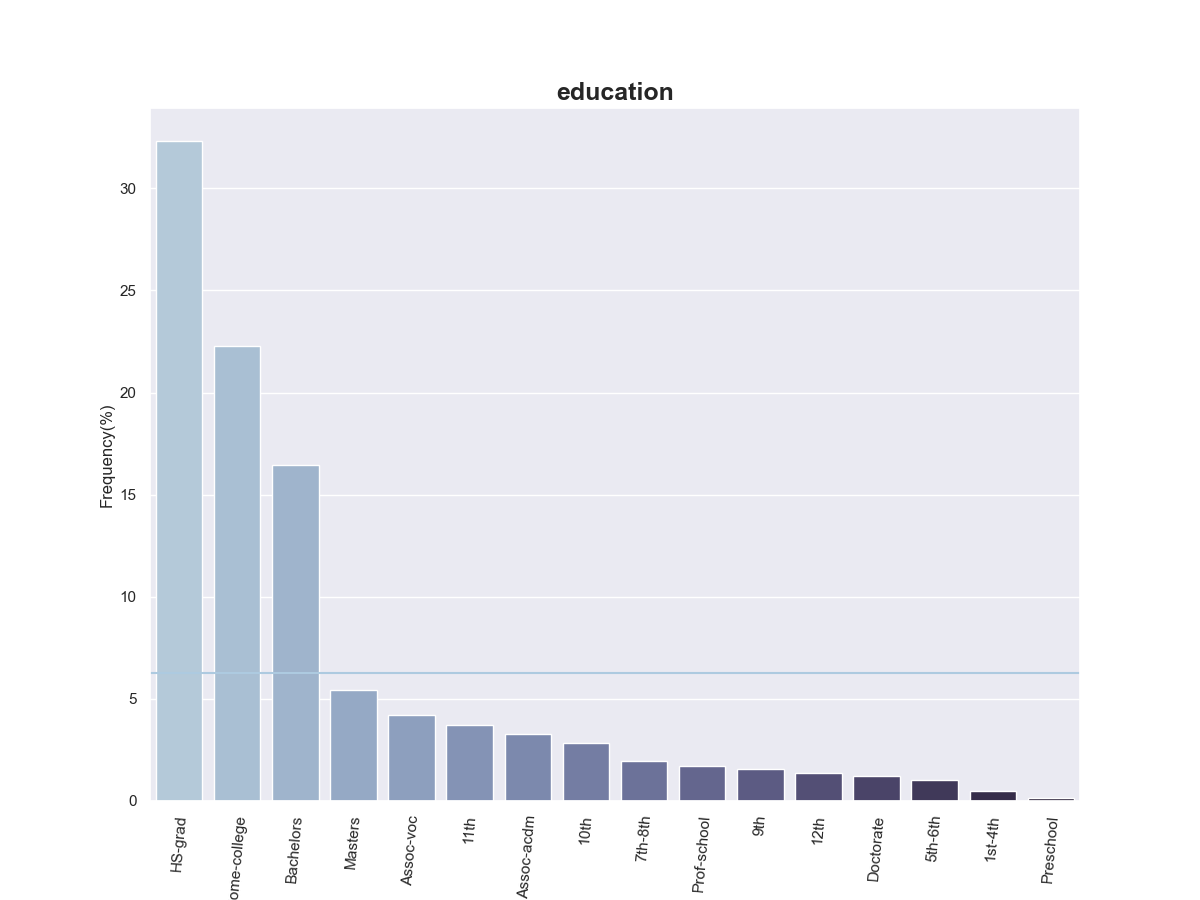 education
Frequency(%)
30
25
20
15
10
5
0
HS-grad
ome-college
Bachelors
Masters
Assoc-voc
11th
Assoc-acdm
10th
7th-8th
Prof-school
9th
12th
Doctorate
5th-6th
1st-4th
Preschool